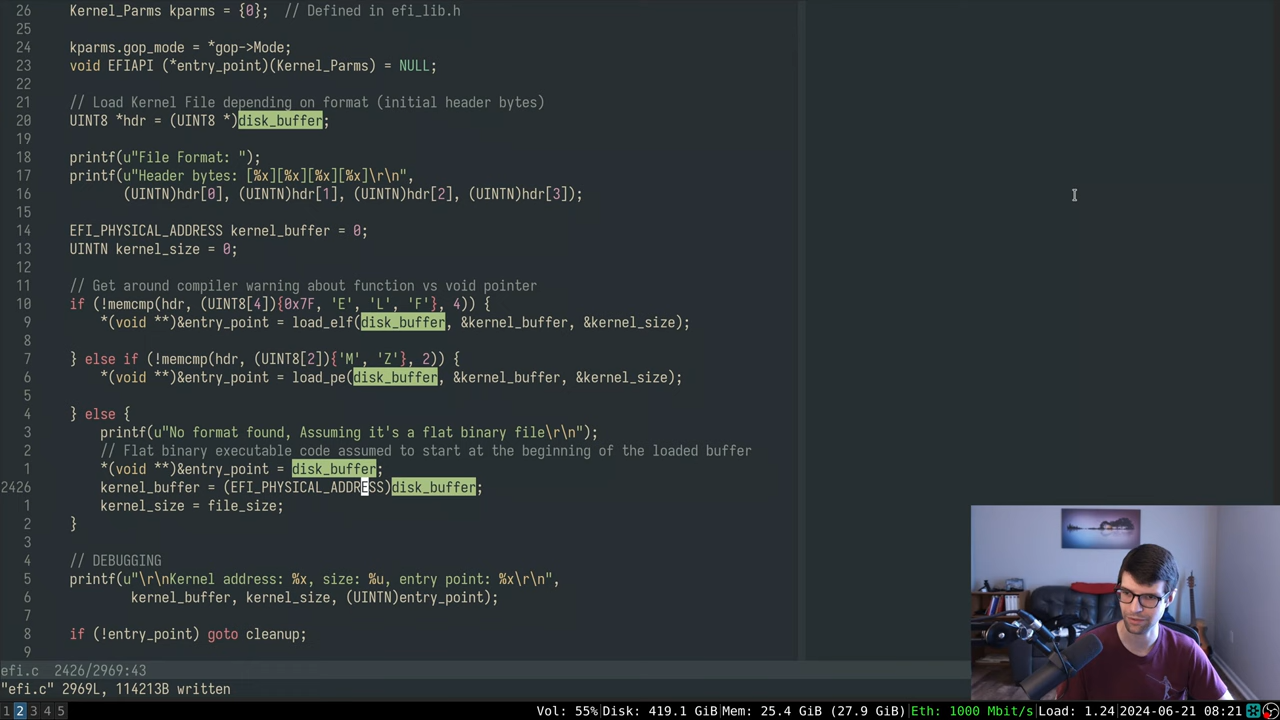 26 Kernel_Parms kparms = {0};  // Defined in efi_lib.h
25
24 kparms.gop_mode = *gop->Mode;
23 void EFIAPI (*entry_point)(Kernel_Parms) = NULL;
22
21 // Load Kernel File depending on format (initial header bytes)
20 UINT8 *hdr = (UINT8 *)disk_buffer;
19
18 printf(u"File Format: ");
17 printf(u"Header bytes: [%x][%x][%x][%x]\r\n",
16 (UINTN)hdr[0], (UINTN)hdr[1], (UINTN)hdr[2], (UINTN)hdr[3]);
15
14 EFI_PHYSICAL_ADDRESS kernel_buffer = 0;
13 UINTN kernel_size = 0;
12
11 // Get around compiler warning about function vs void pointer
10 if (!memcmp(hdr, (UINT8[4]){0x7F, 'E', 'L', 'F'}, 4)) {
9 *(void **)&entry_point = load_elf(disk_buffer, &kernel_buffer, &kernel_size);
8
7 } else if (!memcmp(hdr, (UINT8[2]){'M', 'Z'}, 2)) {
6 *(void **)&entry_point = load_pe(disk_buffer, &kernel_buffer, &kernel_size);
5
4 } else {
3 printf(u"No format found, Assuming it's a flat binary file\r\n");
2 // Flat binary executable code assumed to start at the beginning of the loaded buffer
1 *(void **)&entry_point = disk_buffer;
2426 kernel_buffer = (EFI_PHYSICAL_ADDRESS)disk_buffer;
1 kernel_size = file_size;
2 }
3
4 // DEBUGGING
5 printf(u"\r\nKernel address: %x, size: %u, entry point: %x\r\n",
6 kernel_buffer, kernel_size, (UINTN)entry_point);
7
8 if (!entry_point) goto cleanup;
9
efi.c  2426/2969:43
"efi.c" 2969L, 114213B written
1 2 3 4 5 Vol: 55% Disk: 419.1 GiB Mem: 25.4 GiB (27.9 GiB) Eth: 1000 Mbit/s Load: 1.24 2024-06-21 08:21